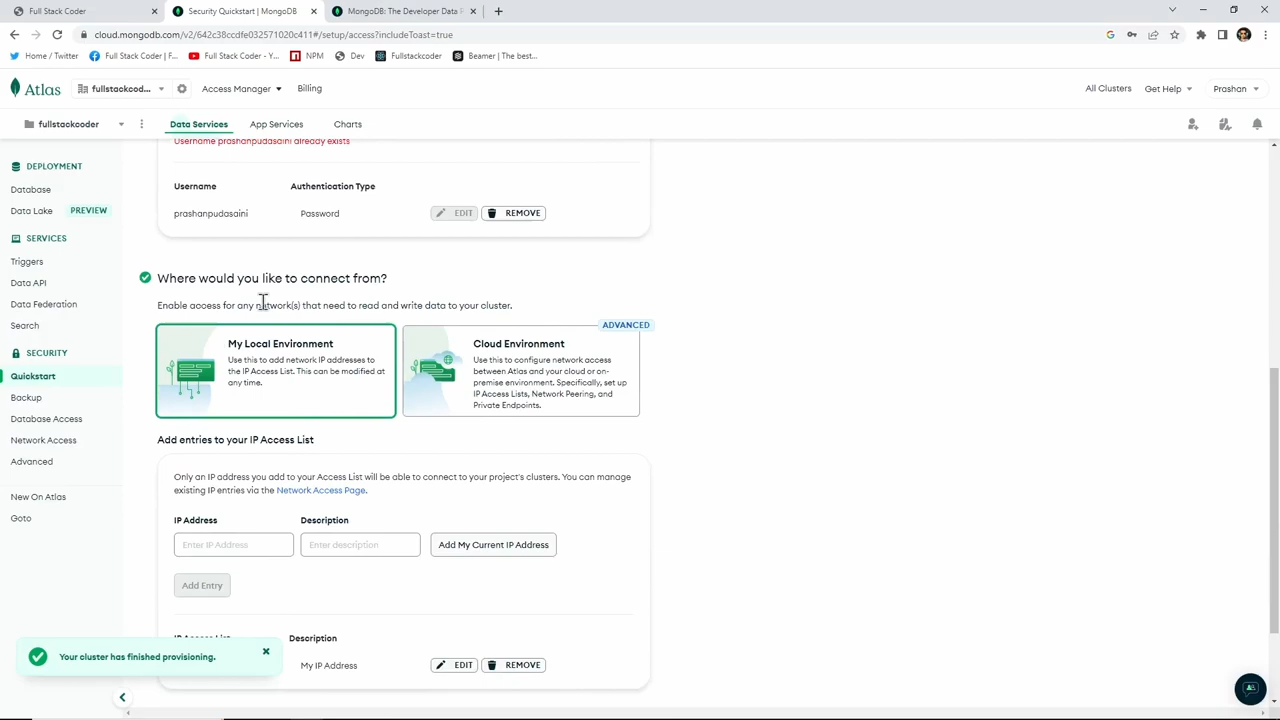 Full Stack Coder
Security Quickstart | MongoDB
MongoDB: The Developer Data P
cloud.mongodb.com/v2/642c38ccdfe032571020c411#/setup/access?includeToast=true
Home / Twitter
Full Stack Coder | F...
Full Stack Coder - Y...
NPM
Dev
Fullstackcoder
Beamer | The best...
Atlas
fullstackcod...
Access Manager
Billing
All Clusters
Get Help
Prashan
fullstackcoder
Data Services
App Services
Charts
DEPLOYMENT
Database
Data Lake
PREVIEW
SERVICES
Triggers
Data API
Data Federation
Search
SECURITY
Quickstart
Backup
Database Access
Network Access
Advanced
New On Atlas
Goto
Username prashanpudasaini already exists
Username
Authentication Type
prashanpudasaini
Password
EDIT
REMOVE
Where would you like to connect from?
Enable access for any network(s) that need to read and write data to your cluster.
My Local Environment
Use this to add network IP addresses to
the IP Access List. This can be modified at
any time.
ADVANCED
Cloud Environment
Use this to configure network access
between Atlas and your cloud or on-
premise environment. Specifically, set up
IP Access Lists, Network Peering, and
Private Endpoints.
Add entries to your IP Access List
Only an IP address you add to your Access List will be able to connect to your project's clusters. You can manage
existing IP entries via the Network Access Page.
IP Address
Description
Enter IP Address
Enter description
Add My Current IP Address
Add Entry
IP Access List
Description
My IP Address
EDIT
REMOVE
Your cluster has finished provisioning.